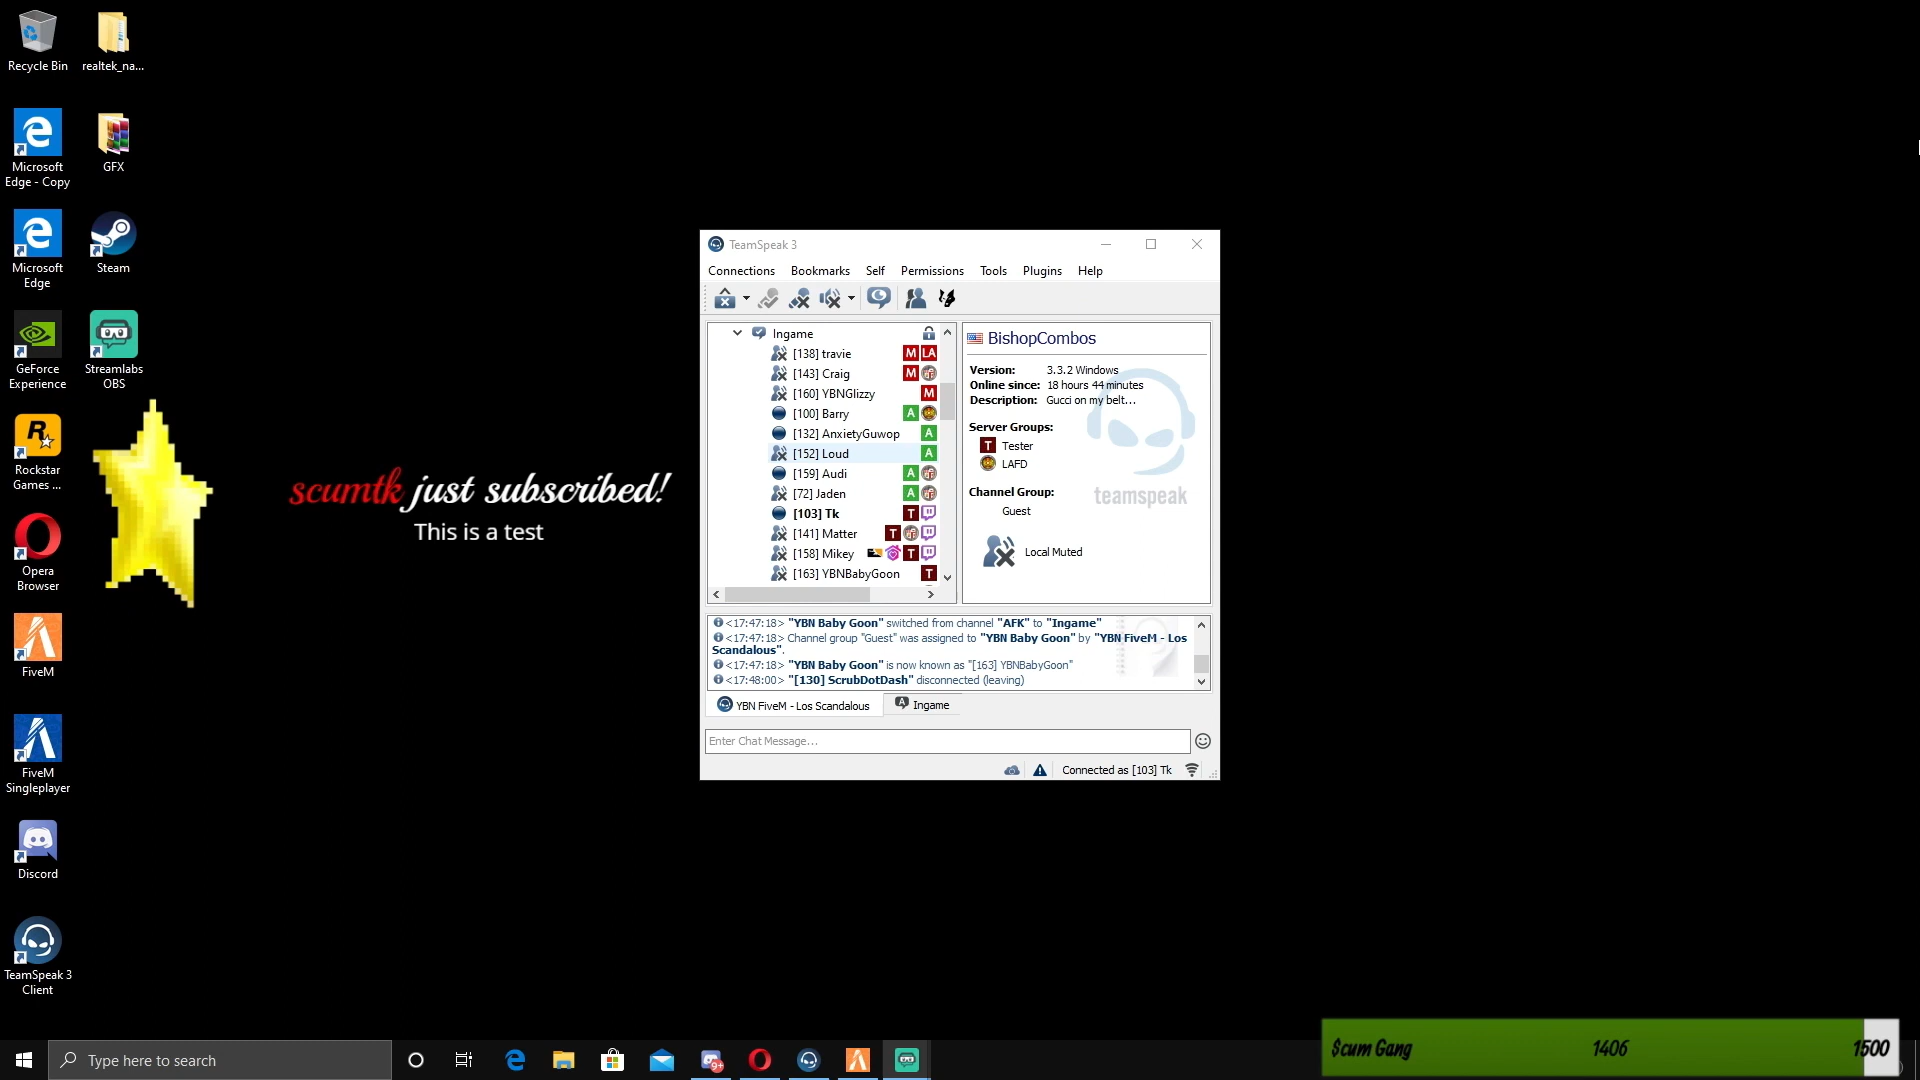 Recycle Bin
realtek_na...
Microsoft
Edge - Copy
GFX
Microsoft
Edge
Steam
GeForce
Experience
Streamlabs
OBS
Rockstar
Games ...
Opera
Browser
FiveM
FiveM
Singleplayer
Discord
TeamSpeak 3
Client
scumtk just subscribed!
This is a test
TeamSpeak 3
Connections Bookmarks Self Permissions Tools Plugins Help
Ingame
[138] travie M LA
[143] Craig M
[160] YBNGlizzy M
[100] Barry A
[132] AnxietyGuwop A
[152] Loud A
[159] Audi A
[72] Jaden A
[103] Tk T
[141] Matter T
[158] Mikey T
[163] YBNBabyGoon T
BishopCombos
Version: 3.3.2 Windows
Online since: 18 hours 44 minutes
Description: Gucci on my belt...
Server Groups:
T Tester
LAFD
Channel Group:
Guest
Local Muted
teamspeak
<17:47:18> "YBN Baby Goon" switched from channel "AFK" to "Ingame"
<17:47:18> Channel group "Guest" was assigned to "YBN Baby Goon" by "YBN FiveM - Los
Scandalous".
<17:47:18> "YBN Baby Goon" is now known as "[163] YBNBabyGoon"
<17:48:00> "[130] ScrubDotDash" disconnected (leaving)
YBN FiveM - Los Scandalous
Ingame
Enter Chat Message...
Connected as [103] Tk
Type here to search
9+
$cum Gang 1406 1500